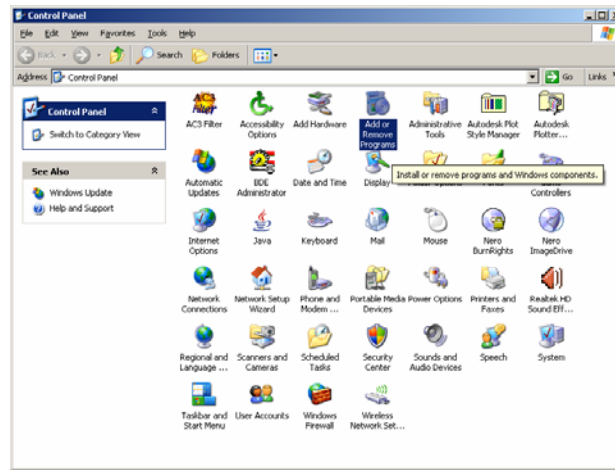 Control Panel
File Edit View Favorites Tools Help
Back Search Folders
Address Control Panel Go Links
Control Panel
Switch to Category View
See Also
Windows Update
Help and Support
AC3 Filter
Accessibility Options
Add Hardware
Add or Remove Programs
Administrative Tools
Autodesk Plot Style Manager
Autodesk Plotter...
Automatic Updates
BDE Administrator
Date and Time
Display
Install or remove programs and Windows components.
Controllers
Internet Options
Java
Keyboard
Mail
Mouse
Nero BurnRights
Nero ImageDrive
Network Connections
Network Setup Wizard
Phone and Modem ...
Portable Media Devices
Power Options
Printers and Faxes
Realtek HD Sound Eff...
Regional and Language ...
Scanners and Cameras
Scheduled Tasks
Security Center
Sounds and Audio Devices
Speech
System
Taskbar and Start Menu
User Accounts
Windows Firewall
Wireless Network Set...